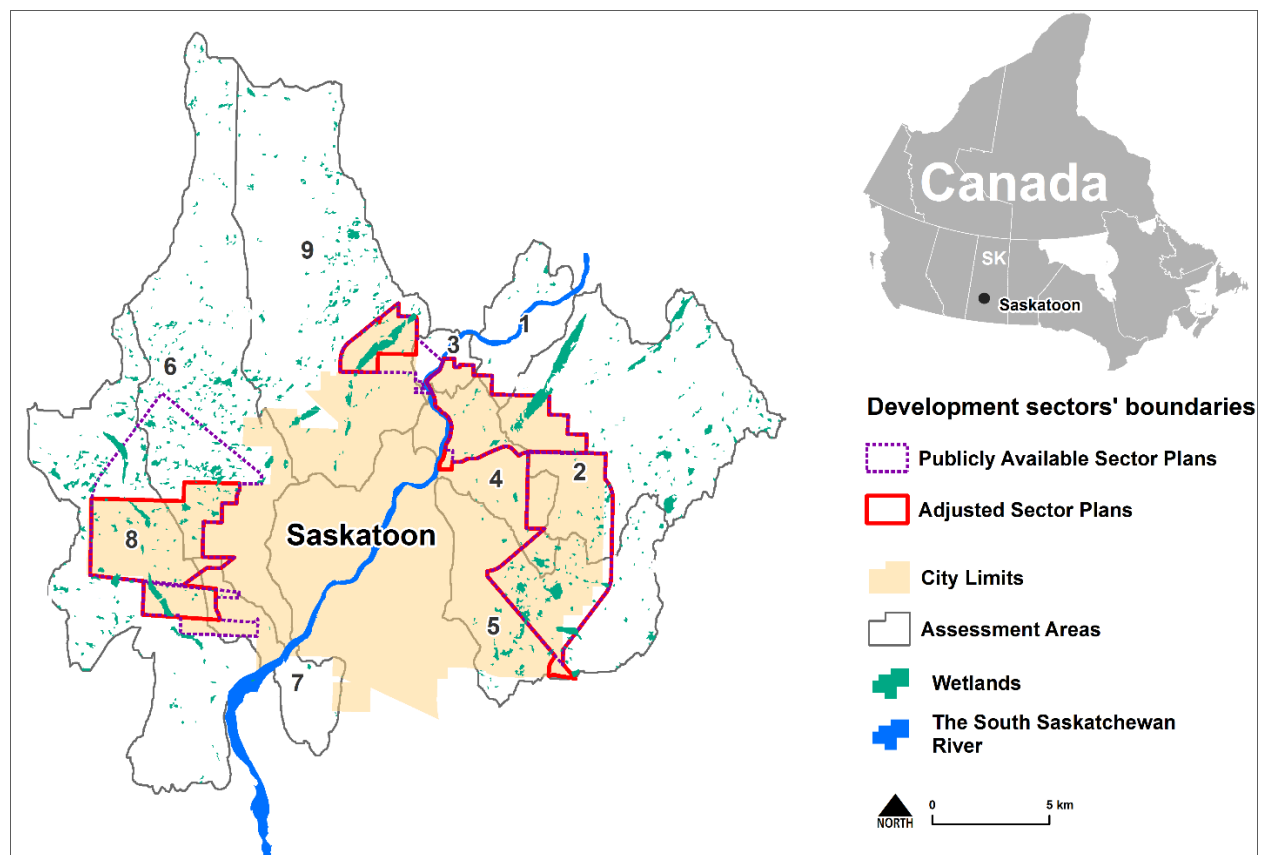 Canada
SK
Saskatoon
9
1
3
6
2
4
8
Saskatoon
5
7
Development sectors' boundaries
Publicly Available Sector Plans
Adjusted Sector Plans
City Limits
Assessment Areas
Wetlands
The South Saskatchewan
River
NORTH
0 5 km